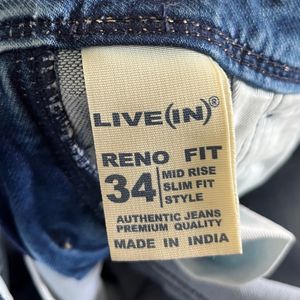 LIVE(IN)®
RENO FIT
34
MID RISE
SLIM FIT
STYLE
AUTHENTIC JEANS
PREMIUM QUALITY
MADE IN INDIA